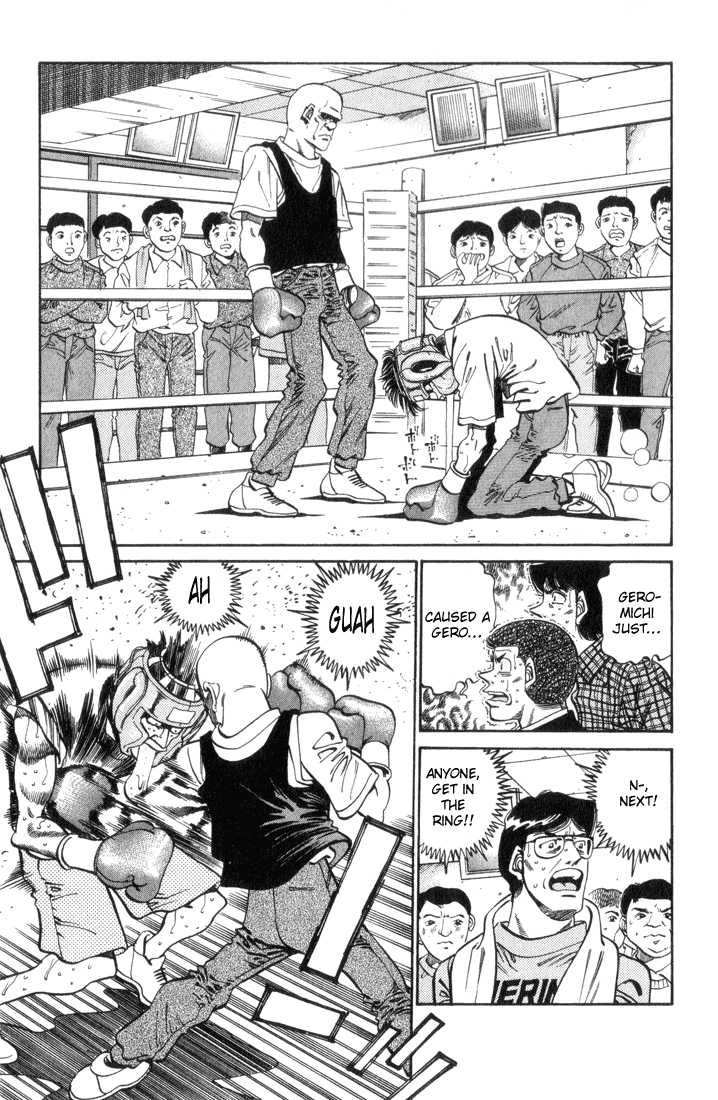 GERO-
MICHI
JUST...
CAUSED A
GERO...
N-,
NEXT!
ANYONE,
GET IN
THE
RING!!
GUAH
AH